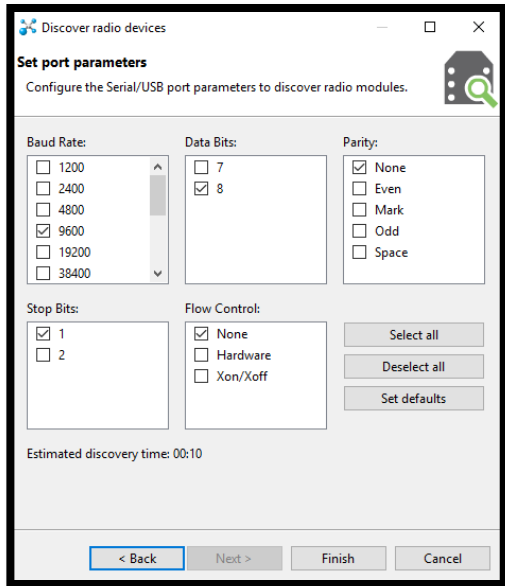 Discover radio devices
Set port parameters
Configure the Serial/USB port parameters to discover radio modules.
Baud Rate:
1200
2400
4800
9600
19200
38400
Data Bits:
7
8
Parity:
None
Even
Mark
Odd
Space
Stop Bits:
1
2
Flow Control:
None
Hardware
Xon/Xoff
Select all
Deselect all
Set defaults
Estimated discovery time: 00:10
< Back
Next >
Finish
Cancel